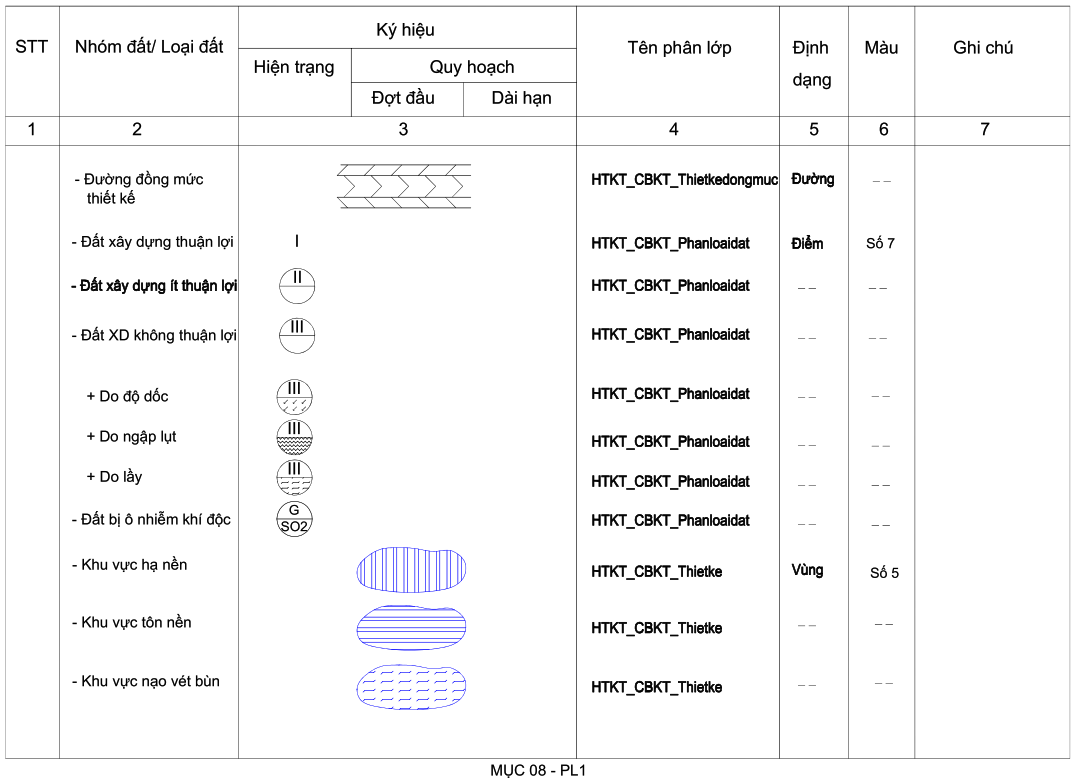 STT
Nhóm đất/ Loại đất
Ký hiệu
Tên phân lớp
Định dạng
Màu
Ghi chú
Hiện trạng
Quy hoạch
Đợt đầu
Dài hạn
1 2 3 4 5 6 7
- Đường đồng mức HTKT_CBKT_Thietkedongmuc Đường _ _
thiết kế
- Đất xây dựng thuận lợi I HTKT_CBKT_Phanloaidat Điểm Số 7
- Đất xây dựng ít thuận lợi II HTKT_CBKT_Phanloaidat _ _ _ _
- Đất XD không thuận lợi III HTKT_CBKT_Phanloaidat _ _ _ _
+ Do độ dốc III HTKT_CBKT_Phanloaidat _ _ _ _
+ Do ngập lụt III HTKT_CBKT_Phanloaidat _ _ _ _
+ Do lầy III HTKT_CBKT_Phanloaidat _ _ _ _
- Đất bị ô nhiễm khí độc G SO2 HTKT_CBKT_Phanloaidat _ _ _ _
- Khu vực hạ nền HTKT_CBKT_Thietke Vùng Số 5
- Khu vực tôn nền HTKT_CBKT_Thietke _ _ _ _
- Khu vực nạo vét bùn HTKT_CBKT_Thietke _ _ _ _
MỤC 08 - PL1